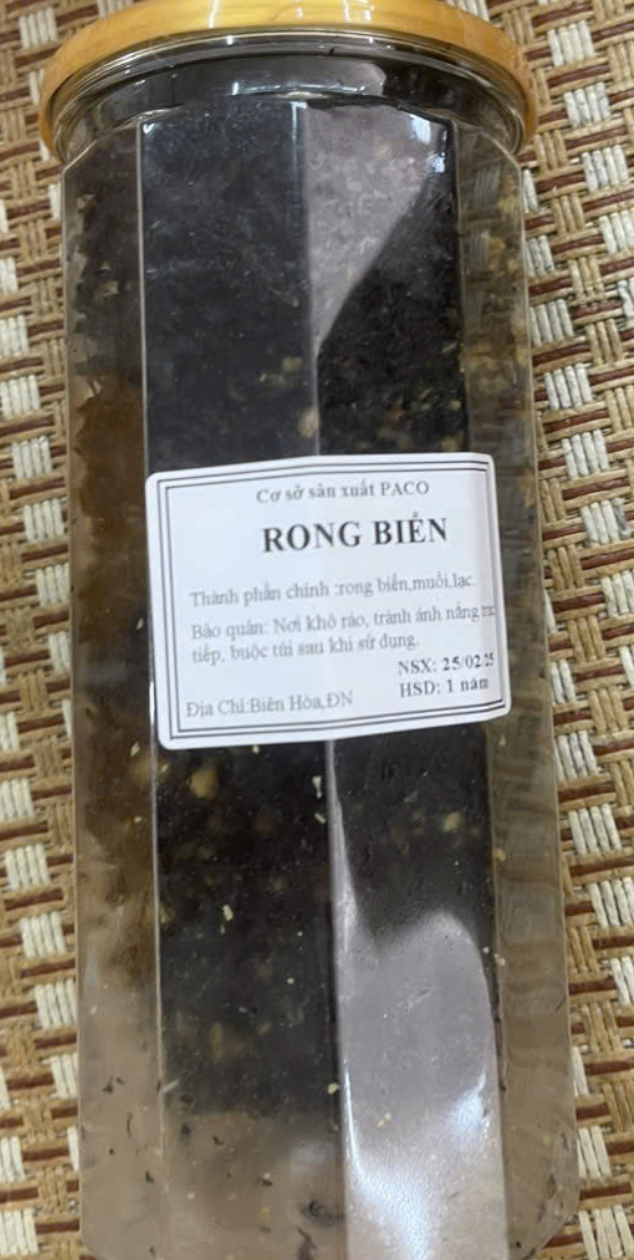 Cơ sở sản xuất PACO
RONG BIỂN
Thành phần chính :rong biển,muối,lạc
Bảo quản: Nơi khô ráo, tránh ánh nắng
tiếp, buộc túi sau khi sử dụng.
NSX: 25/02
HSD: 1 năm
Địa Chỉ:Biên Hòa,ĐN